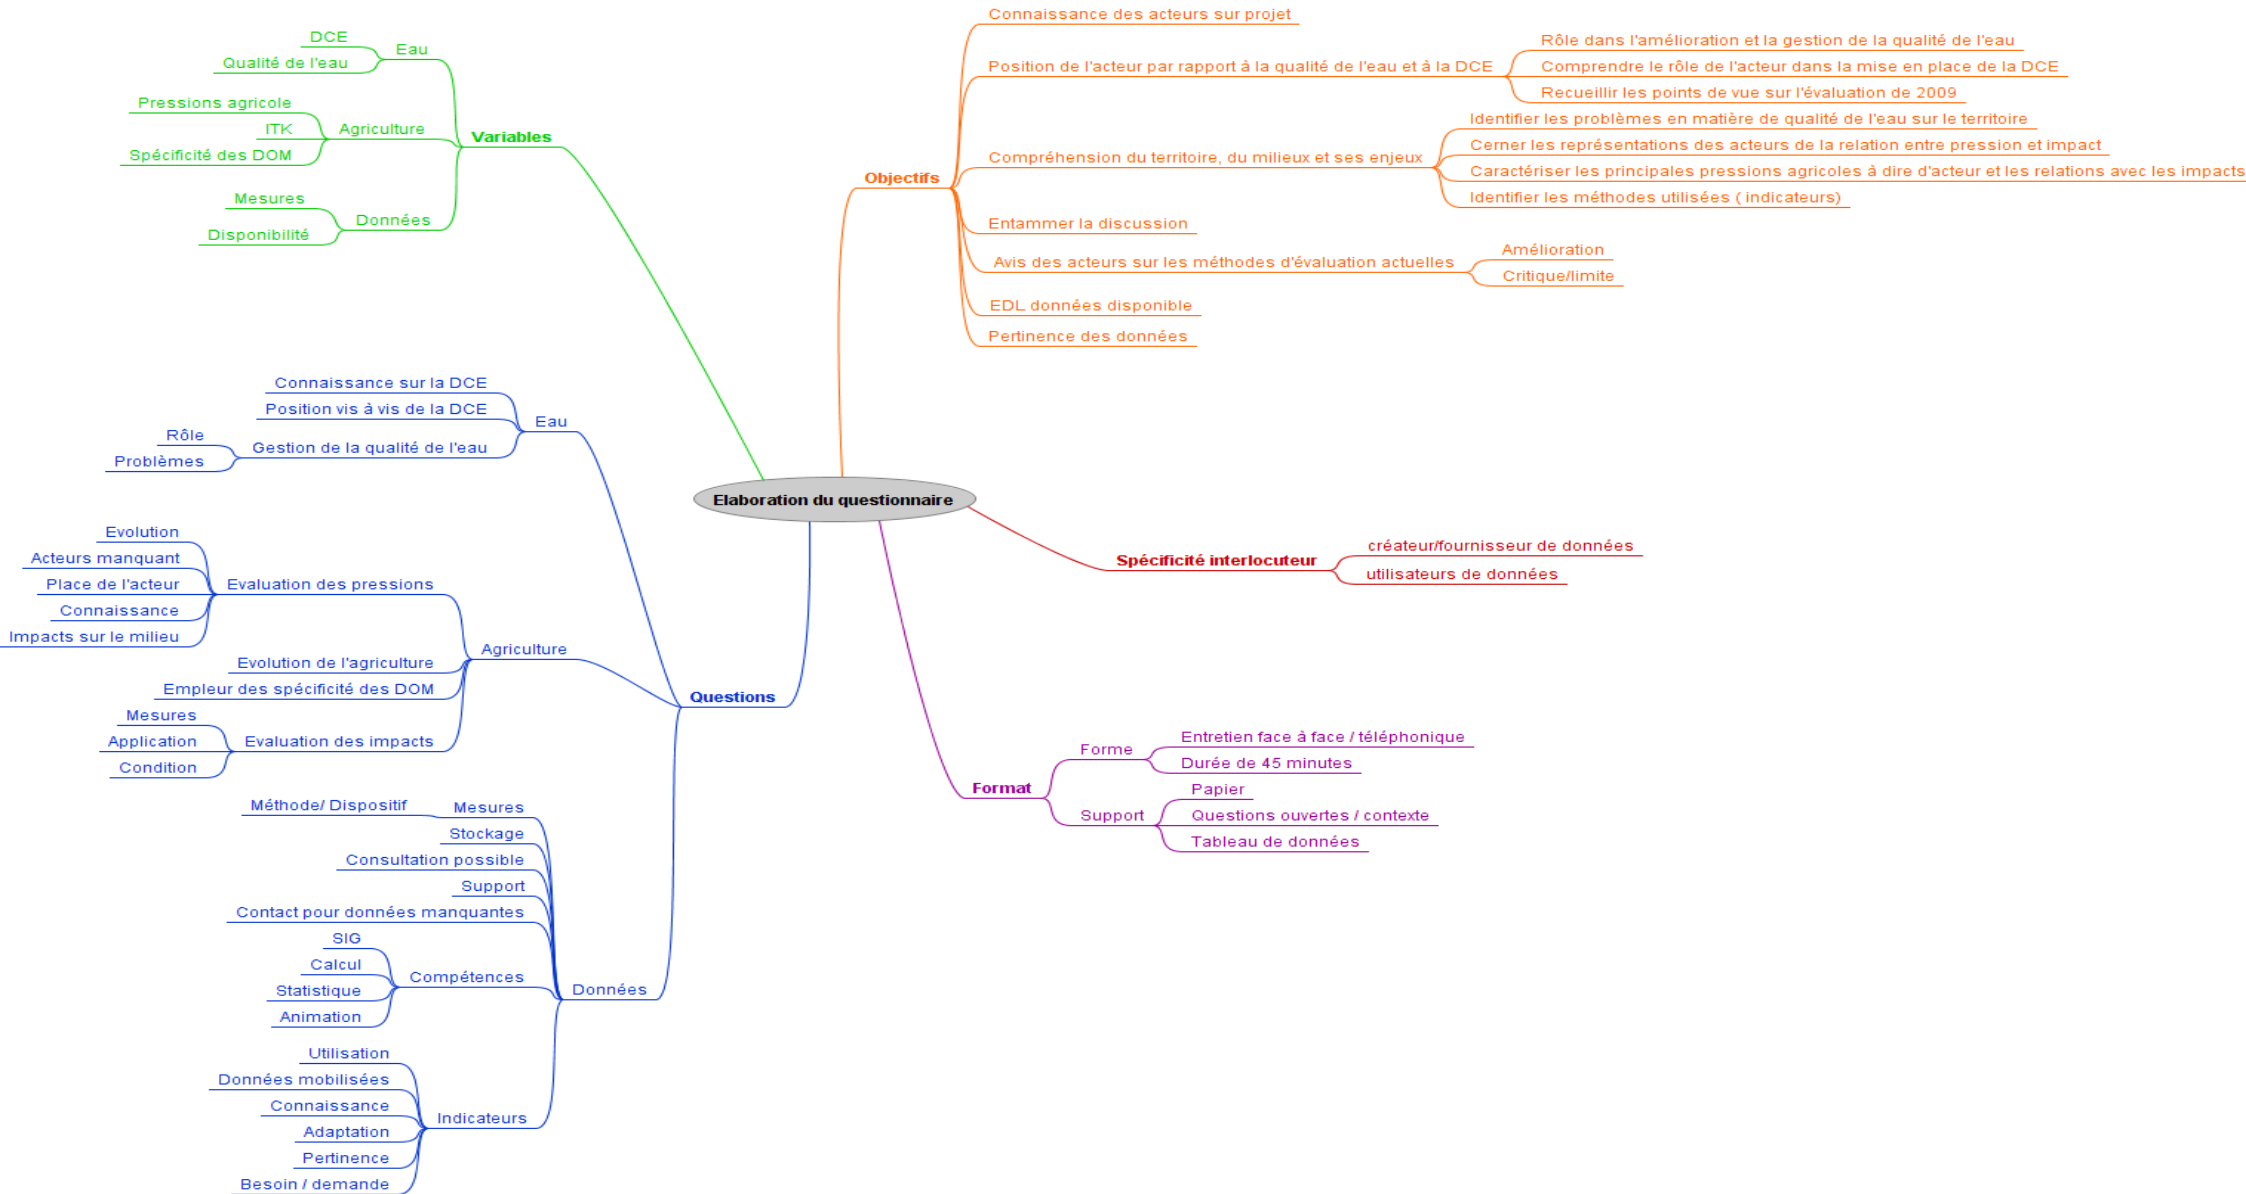 Elaboration du questionnaire
Variables
Eau
DCE
Qualité de l'eau
Agriculture
Pressions agricole
ITK
Spécificité des DOM
Données
Mesures
Disponibilité
Objectifs
Connaissance des acteurs sur projet
Position de l'acteur par rapport à la qualité de l'eau et à la DCE
Rôle dans l'amélioration et la gestion de la qualité de l'eau
Comprendre le rôle de l'acteur dans la mise en place de la DCE
Recueillir les points de vue sur l'évaluation de 2009
Compréhension du territoire, du milieux et ses enjeux
Identifier les problèmes en matière de qualité de l'eau sur le territoire
Cerner les représentations des acteurs de la relation entre pression et impact
Caractériser les principales pressions agricoles à dire d'acteur et les relations avec les impacts
Identifier les méthodes utilisées ( indicateurs)
Entammer la discussion
Avis des acteurs sur les méthodes d'évaluation actuelles
Amélioration
Critique/limite
EDL données disponible
Pertinence des données
Questions
Eau
Connaissance sur la DCE
Position vis à vis de la DCE
Gestion de la qualité de l'eau
Rôle
Problèmes
Agriculture
Evaluation des pressions
Evolution
Acteurs manquant
Place de l'acteur
Connaissance
Impacts sur le milieu
Evolution de l'agriculture
Empleur des spécificité des DOM
Evaluation des impacts
Mesures
Application
Condition
Données
Mesures
Méthode/ Dispositif
Stockage
Consultation possible
Support
Contact pour données manquantes
Compétences
SIG
Calcul
Statistique
Animation
Indicateurs
Utilisation
Données mobilisées
Connaissance
Adaptation
Pertinence
Besoin / demande
Spécificité interlocuteur
créateur/fournisseur de données
utilisateurs de données
Format
Forme
Entretien face à face / téléphonique
Durée de 45 minutes
Support
Papier
Questions ouvertes / contexte
Tableau de données